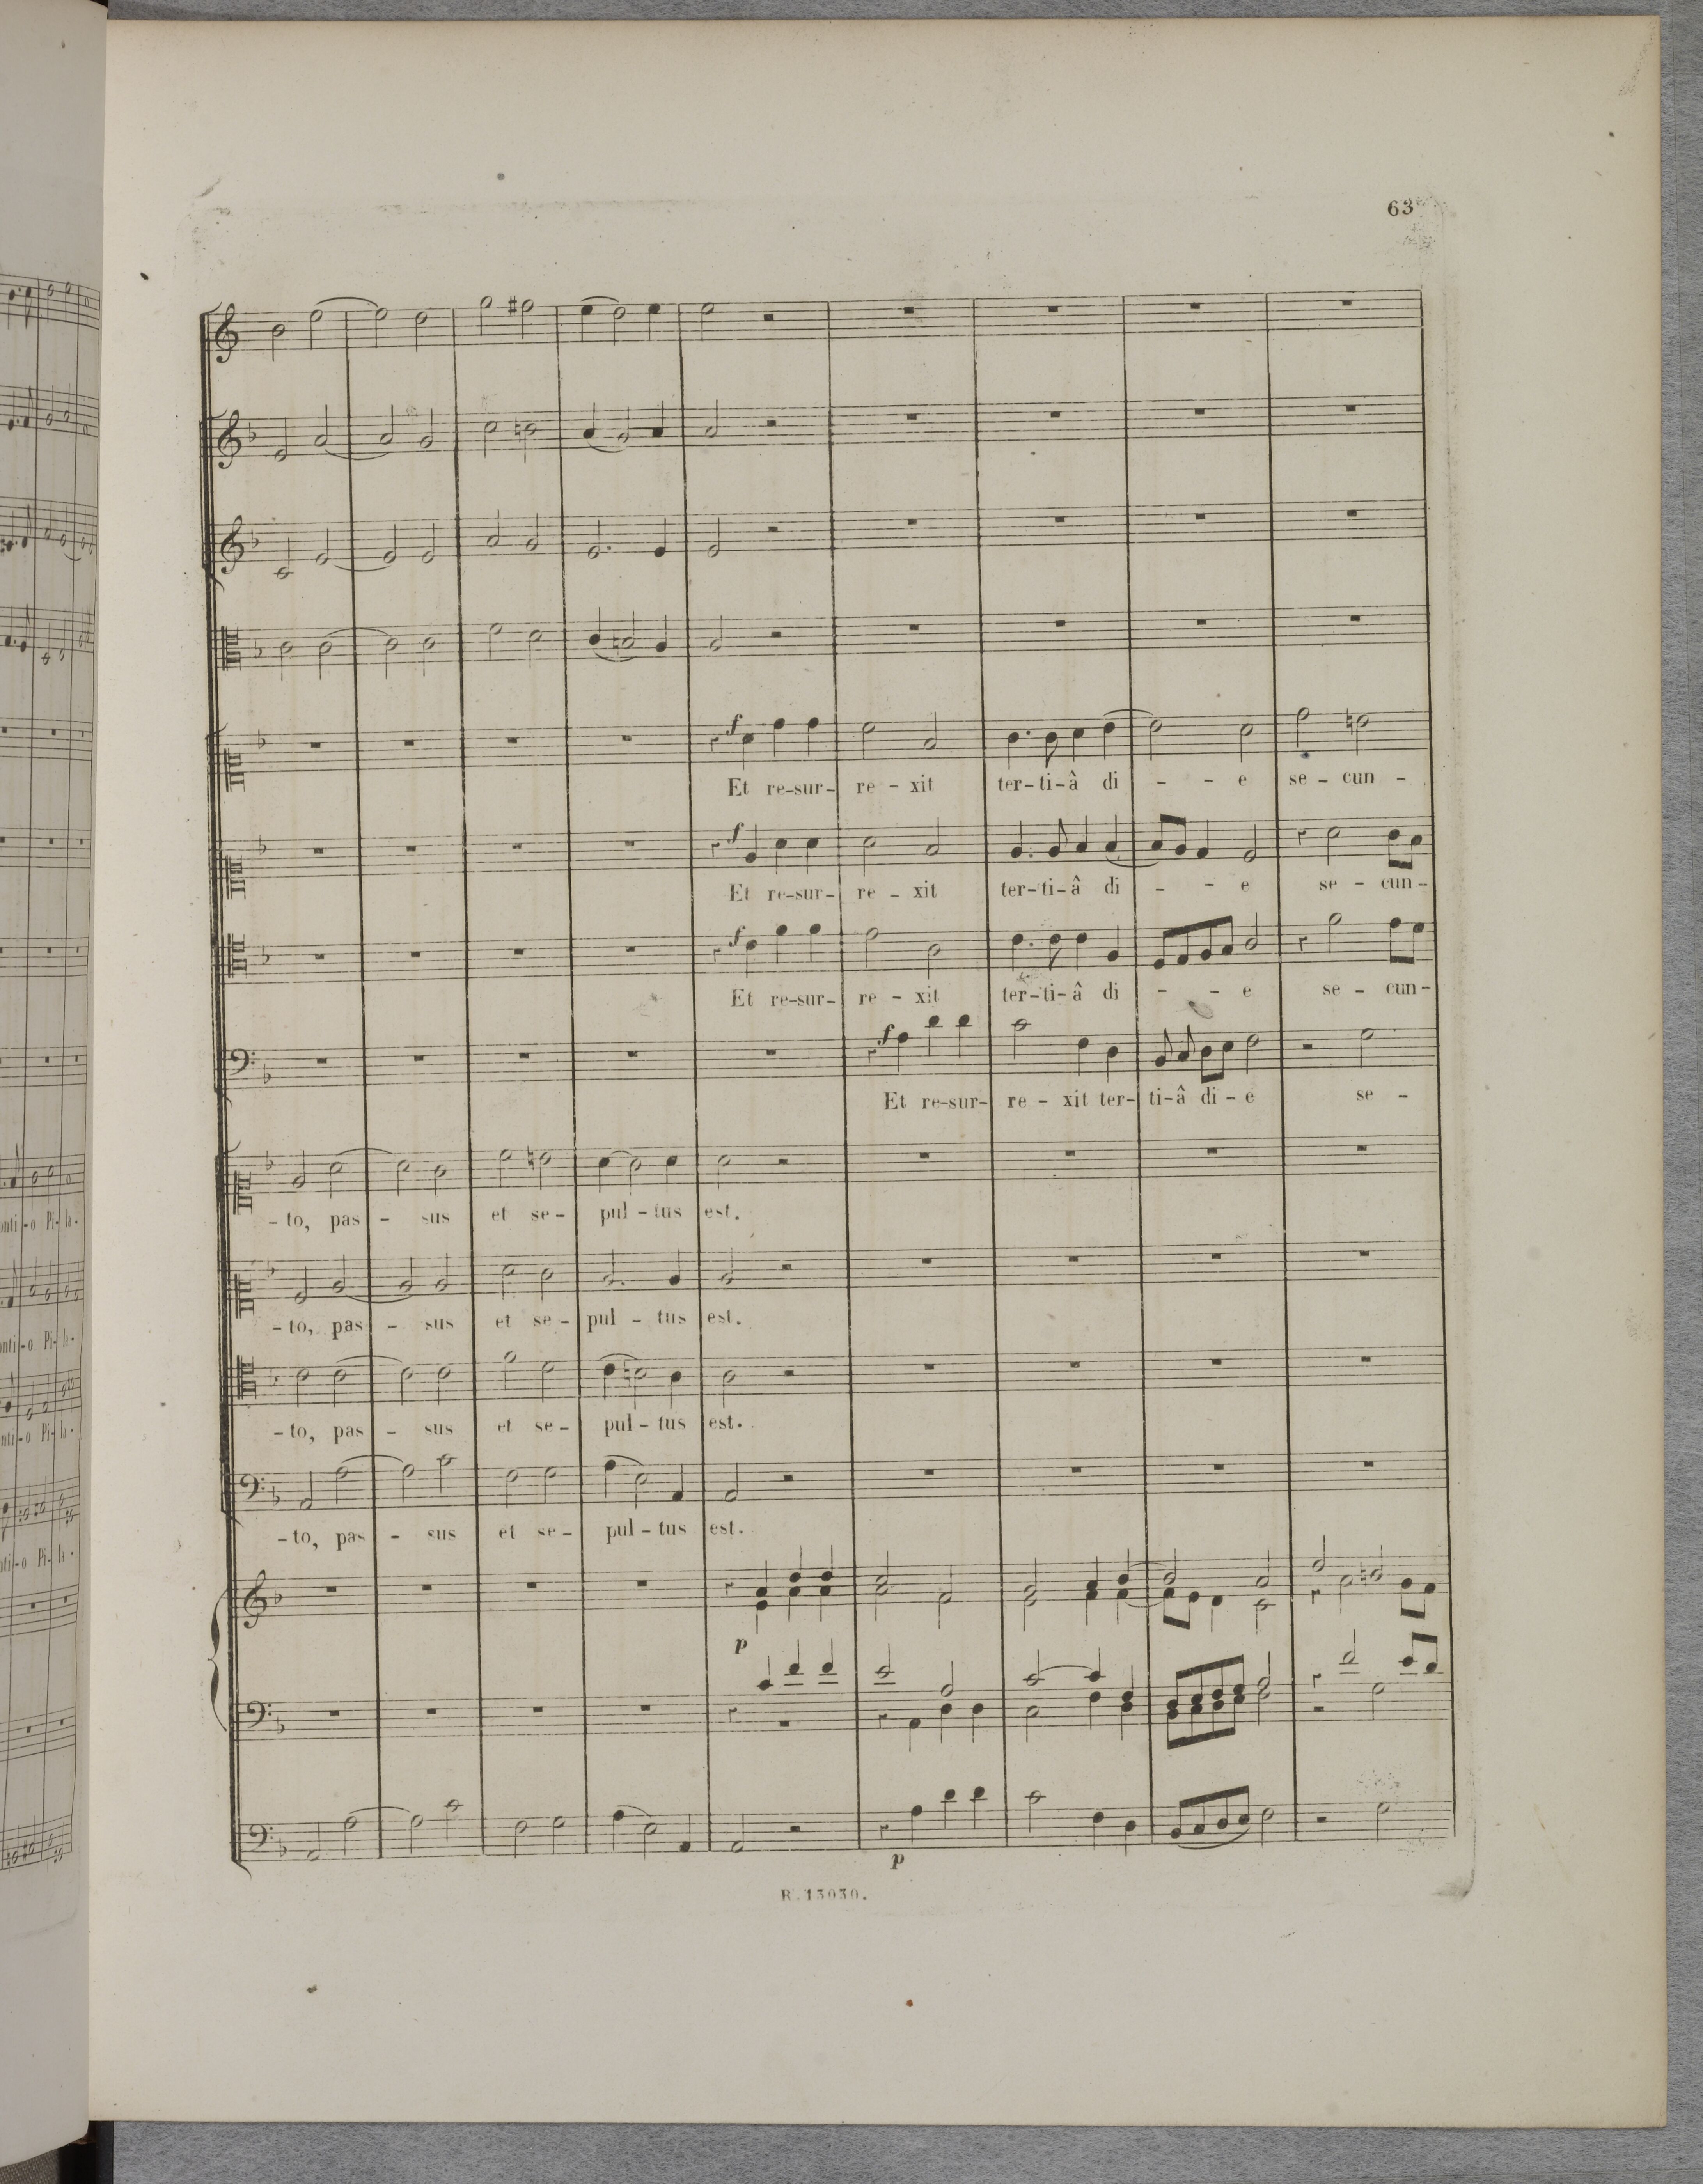 63
f
Et re-sur- re - xit ter-ti-â di - - e se - cun -
f
Et re-sur- re - xit ter-ti-â di - - e se - cun-
f
Et re-sur- re - xit ter-ti-â di - - e se - cun-
f
Et re-sur- re - xit ter- ti-â di - e se -
-to, pas - sus et se- pul - tus est.
-to, pas - sus et se- pul - tus est.
-to, pas - sus et se- pul - tus est.
-to, pas - sus et se- pul - tus est.
p
p
R.13030.